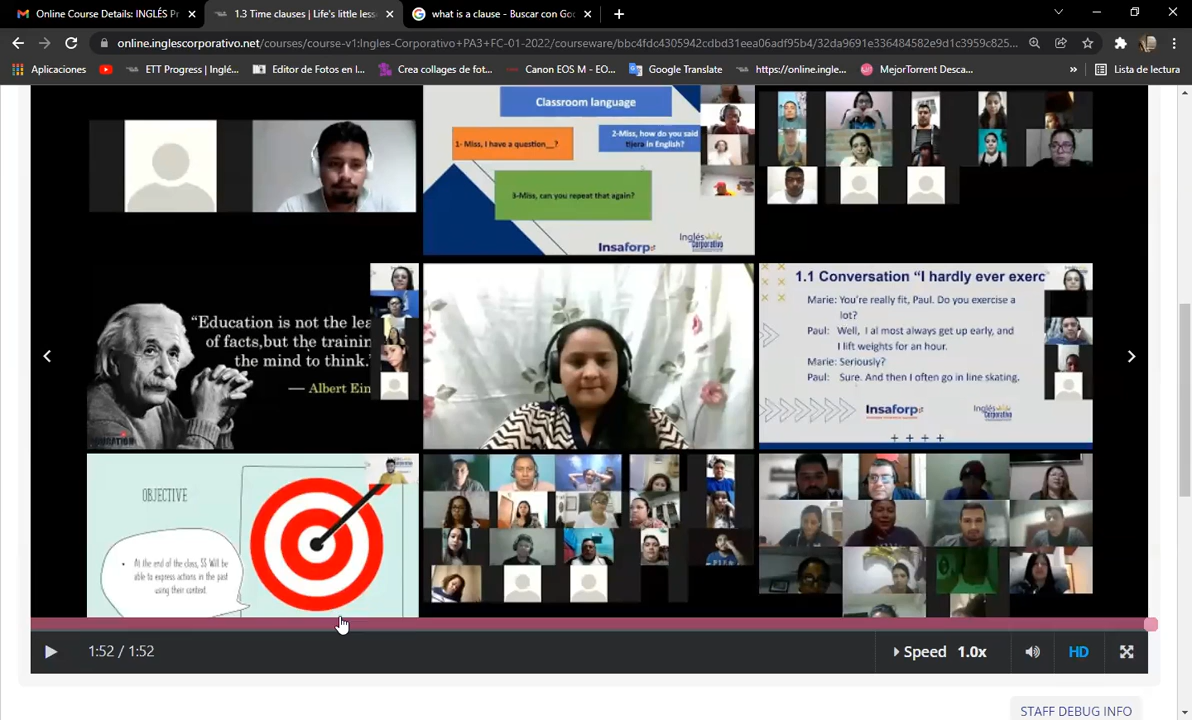 Online Course Details: INGLÉS Pr
1.3 Time clauses | Life's little less
what is a clause - Buscar con Goo
online.inglescorporativo.net/courses/course-v1:Ingles-Corporativo+PA3+FC-01-2022/courseware/bbc4fdc4305942cdbd31eea06adf95b4/32da9691e336484582e9d1c3959c825...
Aplicaciones
ETT Progress | Inglé...
Editor de Fotos en l...
Crea collages de fot...
Canon EOS M - EO...
Google Translate
https://online.ingle...
MejorTorrent Desca...
»
Lista de lectura
Classroom language
1- Miss, I have a question__?
2-Miss, how do you said
tijera in English?
3-Miss, can you repeat that again?
Insaforp
Inglés
Corporativo
“Education is not the lea
of facts,but the trainin
the mind to think.”
— Albert Ein
EDUCATION
1.1 Conversation “I hardly ever exerc
Marie: You're really fit, Paul. Do you exercise a
lot?
Paul: Well, I al most always get up early, and
I lift weights for an hour.
Marie: Seriously?
Paul: Sure. And then I often go in line skating.
Insaforp
Inglés
Corporativo
OBJECTIVE
• At the end of the class, SS Will be
able to express actions in the past
using their context.
1:52 / 1:52
Speed 1.0x
HD
STAFF DEBUG INFO